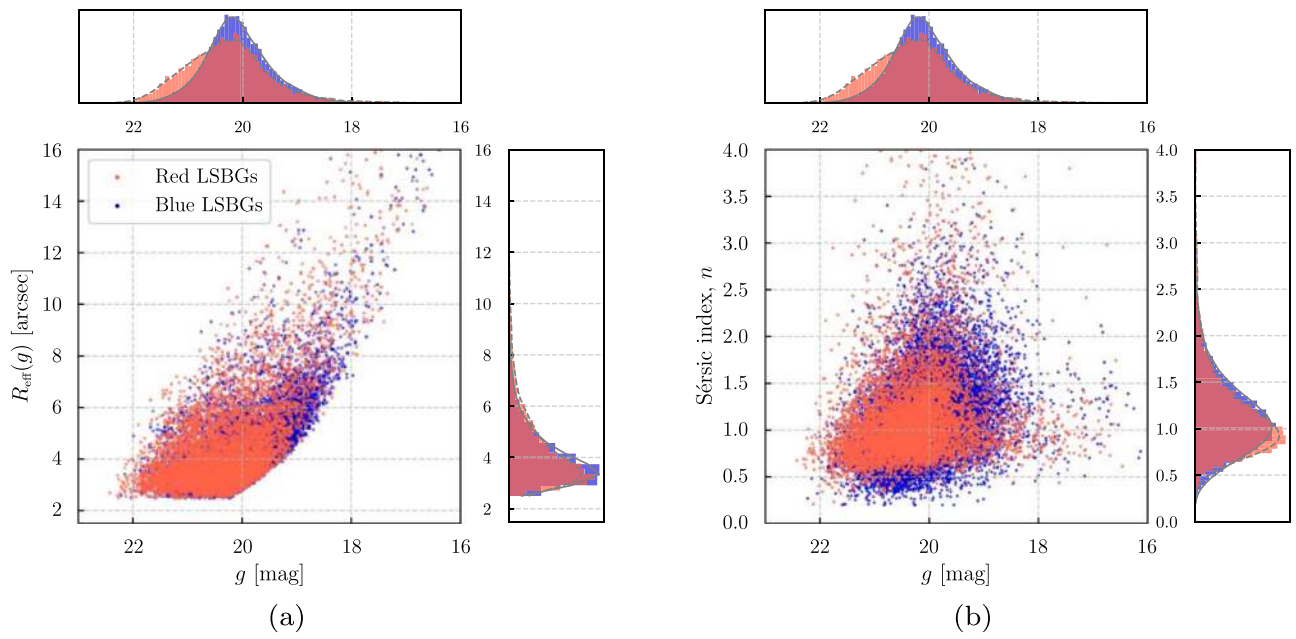 22 20 18 16
16
14
12
10
8
6
4
2
R_eff(g) [arcsec]
Red LSBGs
Blue LSBGs
16
14
12
10
8
6
4
2
22 20 18 16
g [mag]
(a)
22 20 18 16
4.0
3.5
3.0
2.5
2.0
1.5
1.0
0.5
0.0
Sérsic index, n
4.0
3.5
3.0
2.5
2.0
1.5
1.0
0.5
0.0
22 20 18 16
g [mag]
(b)